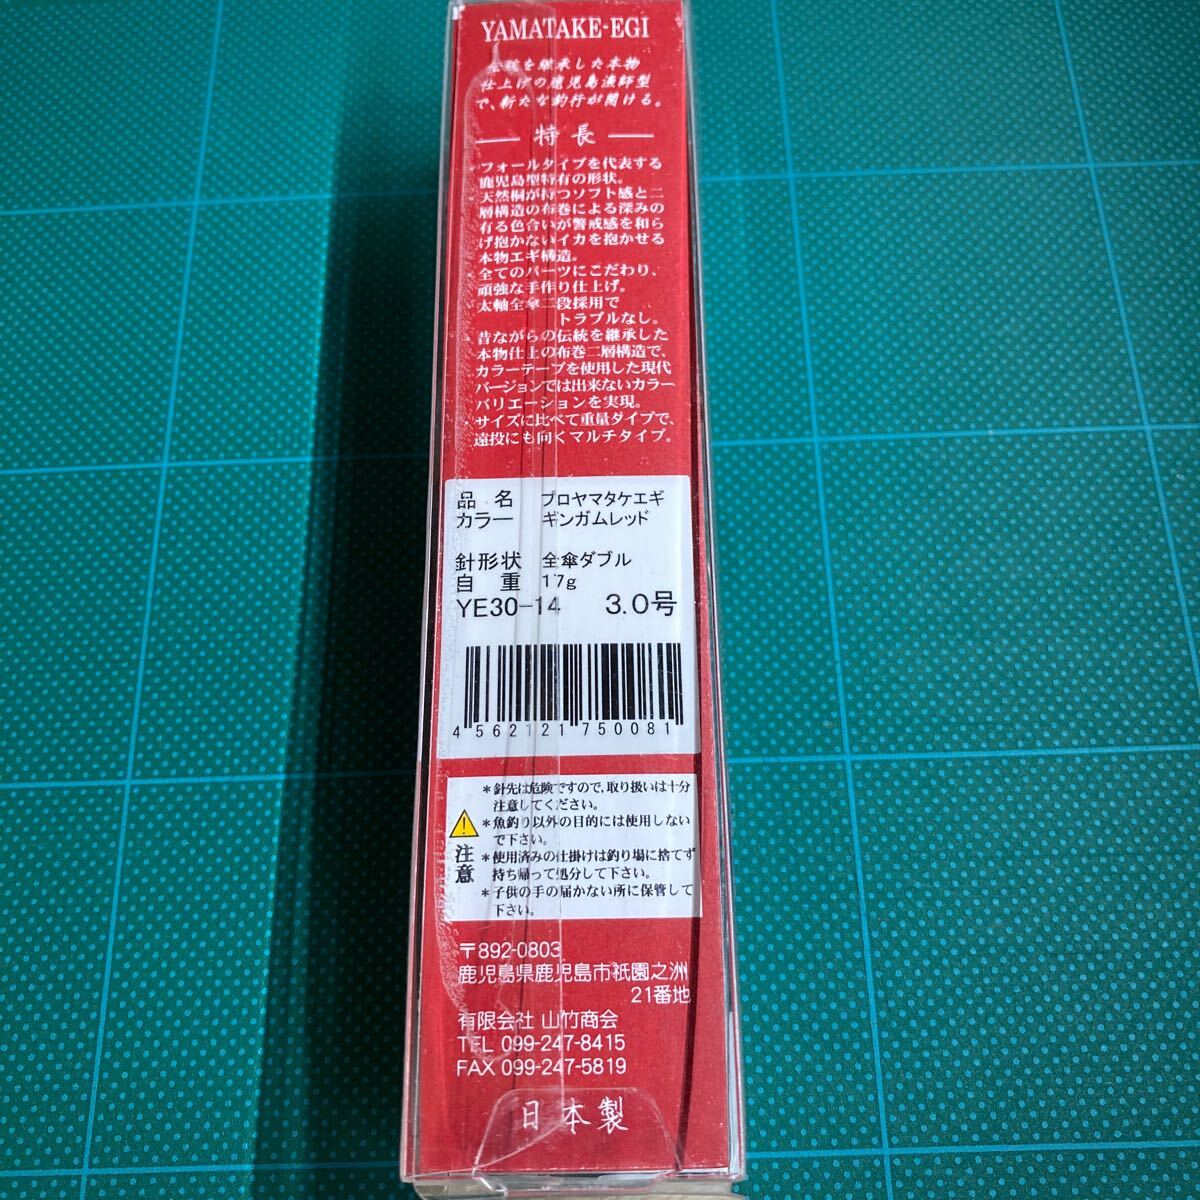 YAMATAKE-EGI
伝統を継承した本物
仕上げの鹿児島漁師型
で、新たな釣行が開ける。
特長
フォールタイプを代表する
鹿児島型特有の形状。
天然桐が持つソフト感と二
層構造の布巻による深みの
有る色合いが警戒感を和ら
げ抱かないイカを抱かせる
本物エギ構造。
全てのパーツにこだわり、
頑強な手作り仕上げ。
太軸全傘二段採用で
トラブルなし。
昔ながらの伝統を継承した
本物仕上の布巻二層構造で、
カラーテープを使用した現代
バージョンでは出来ないカラー
バリエーションを実現。
サイズに比べて重量タイプで、
遠投にも向くマルチタイプ。
品名 プロヤマタケエギ
カラー ギンガムレッド
針形状 全傘ダブル
自重 17g
YE30-14 3.0号
4 562121 750081
*針先は危険ですので、取り扱いは十分
注意してください。
*魚釣り以外の目的には使用しない
で下さい。
注意
*使用済みの仕掛けは釣り場に捨てず
持ち帰って処分して下さい。
*子供の手の届かない所に保管して
下さい。
〒892-0803
鹿児島県鹿児島市祇園之洲
21番地
有限会社 山竹商会
TEL 099-247-8415
FAX 099-247-5819
日本製